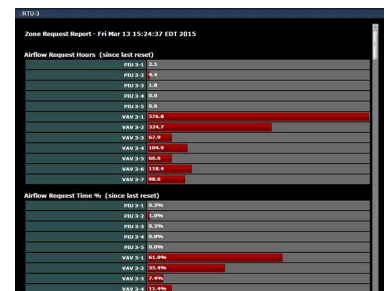 RTU-3
Zone Request Report - Fri Mar 13 15:24:37 EDT 2015
Airflow Request Hours (since last reset)
PIU 3-1 2.5
PIU 3-2 0.4
PIU 3-3 1.8
PIU 3-4 0.0
PIU 3-5 0.6
VAV 3-1 576.8
VAV 3-2 324.7
VAV 3-3 67.9
VAV 3-4 104.9
VAV 3-5 66.6
VAV 3-6 118.4
VAV 3-7 98.6
Airflow Request Time % (since last reset)
PIU 3-1 0.3%
PIU 3-2 1.0%
PIU 3-3 0.2%
PIU 3-4 0.0%
PIU 3-5 0.0%
VAV 3-1 61.9%
VAV 3-2 35.4%
VAV 3-3 7.4%
VAV 3-4 11.4%